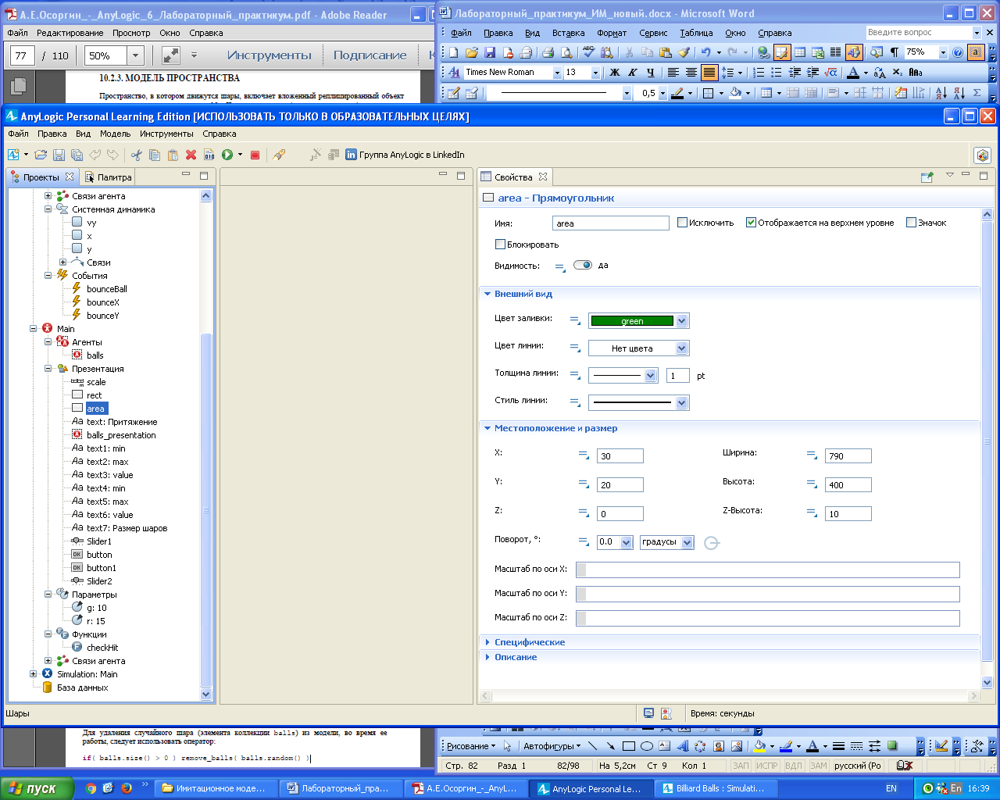 А.Е.Осоргин_-_AnyLogic_6_Лабораторный_практикум.pdf - Adobe Reader
Файл Редактирование Просмотр Окно Справка
77 / 110 50% Инструменты Подписание
10.2.3. МОДЕЛЬ ПРОСТРАНСТВА
Пространство, в котором движутся шары, включает вложенный реплицированный объект
Лабораторный_практикум_ИМ_новый.docx - Microsoft Word
Файл Правка Вид Вставка Формат Сервис Таблица Окно Справка Введите вопрос
75%
Times New Roman 13 Ж К Ч
0,5
AnyLogic Personal Learning Edition [ИСПОЛЬЗОВАТЬ ТОЛЬКО В ОБРАЗОВАТЕЛЬНЫХ ЦЕЛЯХ]
Файл Правка Вид Модель Инструменты Справка
Группа AnyLogic в LinkedIn
Проекты Палитра
Связи агента
Системная динамика
vy
x
y
Связи
События
bounceBall
bounceX
bounceY
Main
Агенты
balls
Презентация
scale
rect
area
text: Притяжение
balls_presentation
text1: min
text2: max
text3: value
text4: min
text5: max
text6: value
text7: Размер шаров
Slider1
button
button1
Slider2
Параметры
g: 10
r: 15
Функции
checkHit
Связи агента
Simulation: Main
База данных
Свойства
area - Прямоугольник
Имя: area Исключить Отображается на верхнем уровне Значок
Блокировать
Видимость: да
Внешний вид
Цвет заливки: green
Цвет линии: Нет цвета
Толщина линии: 1 pt
Стиль линии:
Местоположение и размер
X: 30 Ширина: 790
Y: 20 Высота: 400
Z: 0 Z-Высота: 10
Поворот, °: 0.0 градусы
Масштаб по оси X:
Масштаб по оси Y:
Масштаб по оси Z:
Специфические
Описание
Шары
Время: секунды
Для удаления случайного шара (элемента коллекции balls) из модели, во время ее
работы, следует использовать оператор:
if( balls.size() > 0 ) remove_balls( balls.random() )
Рисование Автофигуры
Стр. 82 Разд 1 82/98 На 5,2см Ст 9 Кол 1 ЗАП ИСПР ВДЛ ЗАМ русский (Ро
пуск
Имитационное моде...
Лабораторный_пра...
А.Е.Осоргин_-_AnyL...
AnyLogic Personal Le...
Billiard Balls : Simulati...
EN
En 16:39